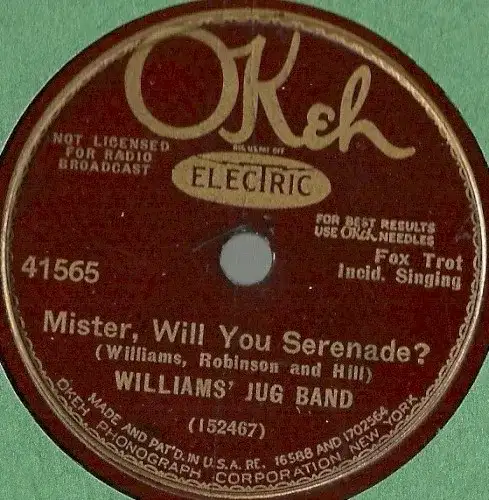 OKeh
ELECTRIC
NOT LICENSED
FOR RADIO
BROADCAST
FOR BEST RESULTS
USE OKeh NEEDLES
Fox Trot
Incid. Singing
41565
Mister, Will You Serenade?
(Williams, Robinson and Hill)
WILLIAMS' JUG BAND
(152467)
MADE AND PAT'D. IN U.S.A. RE. 16588 AND 1702564
OKEH PHONOGRAPH CORPORATION NEW YORK